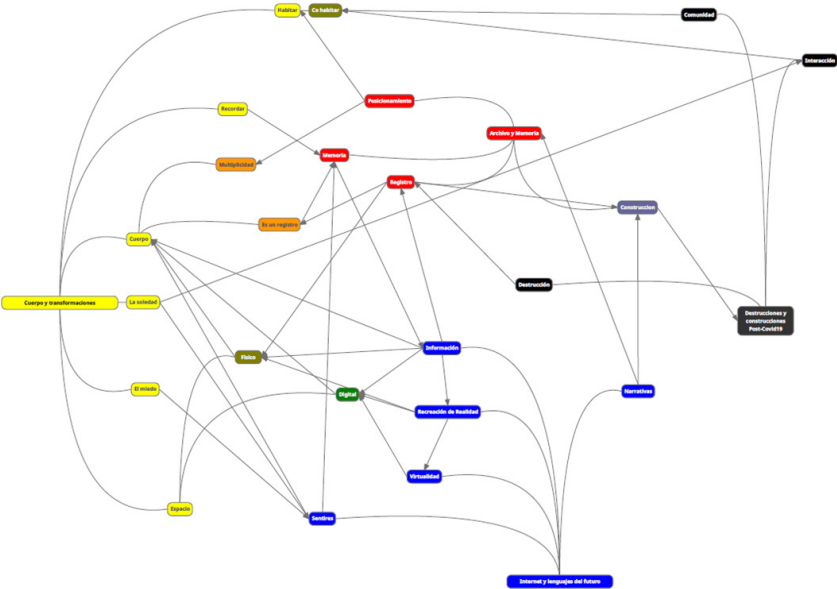 Habitar
Co habitar
Comunidad
Interacción
Posicionamiento
Recordar
Archivo y Memoria
Memoria
Multiplicidad
Registro
Construccion
Es un registro
Cuerpo
Destrucción
Cuerpo y transformaciones
La soledad
Destrucciones y
construcciones
Post-Covid19
Información
Físico
El miedo
Digital
Narrativas
Recreación de Realidad
Virtualidad
Espacio
Sentires
Internet y lenguajes del futuro